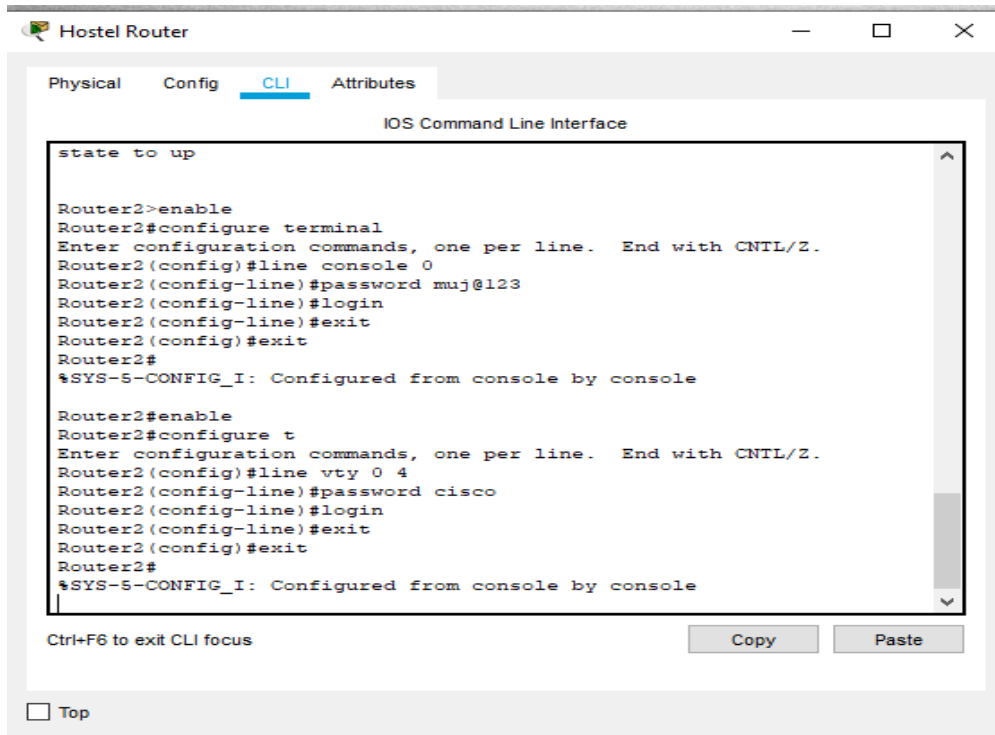 Hostel Router
Physical Config CLI Attributes
IOS Command Line Interface
state to up
Router2>enable
Router2#configure terminal
Enter configuration commands, one per line.  End with CNTL/Z.
Router2(config)#line console 0
Router2(config-line)#password muj@123
Router2(config-line)#login
Router2(config-line)#exit
Router2(config)#exit
Router2#
%SYS-5-CONFIG_I: Configured from console by console
Router2#enable
Router2#configure t
Enter configuration commands, one per line.  End with CNTL/Z.
Router2(config)#line vty 0 4
Router2(config-line)#password cisco
Router2(config-line)#login
Router2(config-line)#exit
Router2(config)#exit
Router2#
%SYS-5-CONFIG_I: Configured from console by console
Ctrl+F6 to exit CLI focus
Copy Paste
Top